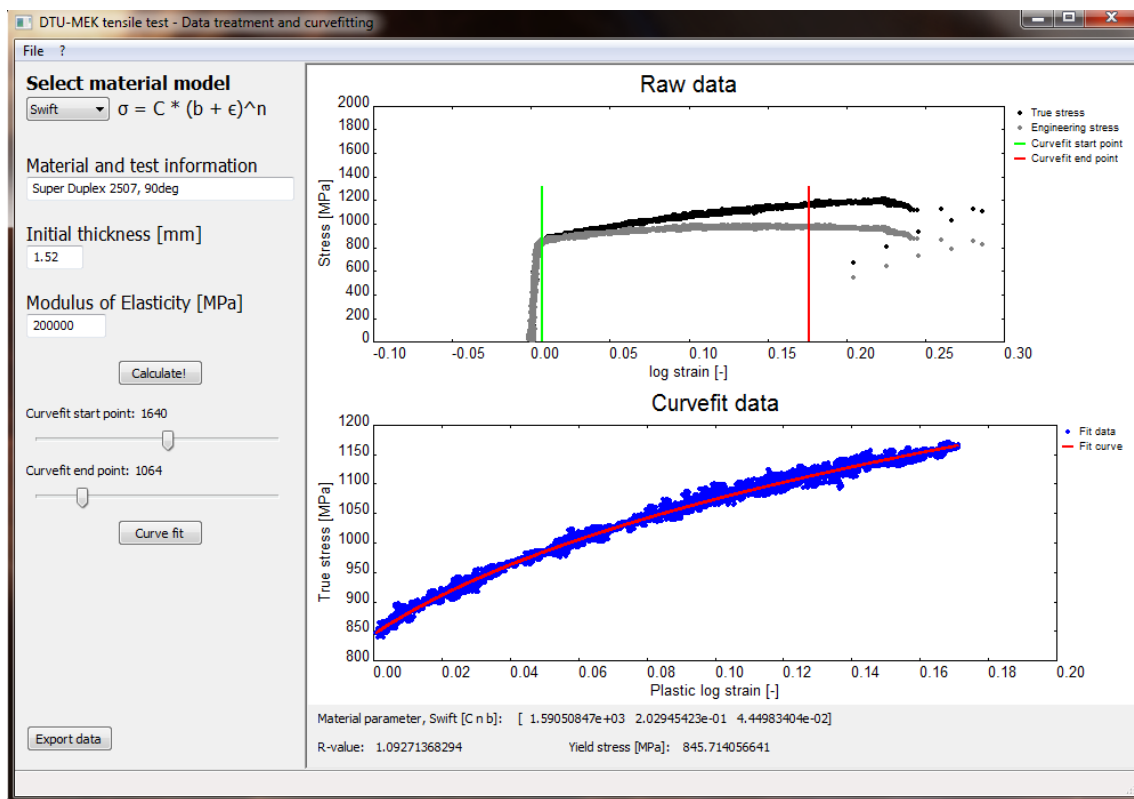 DTU-MEK tensile test - Data treatment and curvefitting
File ?
Select material model
Swift σ = C * (b + ϵ)^n
Material and test information
Super Duplex 2507, 90deg
Initial thickness [mm]
1.52
Modulus of Elasticity [MPa]
200000
Calculate!
Curvefit start point: 1640
Curvefit end point: 1064
Curve fit
Export data
Raw data
2000
1800
1600
1400
1200
1000
800
600
400
200
0
Stress [MPa]
-0.10 -0.05 0.00 0.05 0.10 0.15 0.20 0.25 0.30
log strain [-]
True stress
Engineering stress
Curvefit start point
Curvefit end point
Curvefit data
1200
1150
1100
1050
1000
950
900
850
800
True stress [MPa]
0.00 0.02 0.04 0.06 0.08 0.10 0.12 0.14 0.16 0.20
Plastic log strain [-]
Fit data
Fit curve
Material parameter, Swift [C n b]: [ 1.59050847e+03 2.02945423e-01 4.44983404e-02]
R-value: 1.09271368294 Yield stress [MPa]: 845.714056641